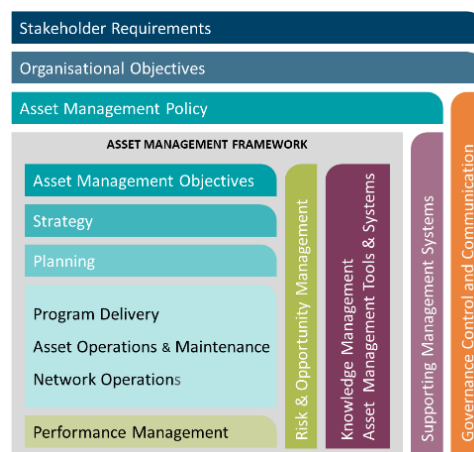 Stakeholder Requirements
Organisational Objectives
Asset Management Policy
ASSET MANAGEMENT FRAMEWORK
Asset Management Objectives
Strategy
Planning
Program Delivery
Asset Operations & Maintenance
Network Operations
Performance Management
Risk & Opportunity Management
Knowledge Management
Asset Management Tools & Systems
Supporting Management Systems
Governance Control and Communication